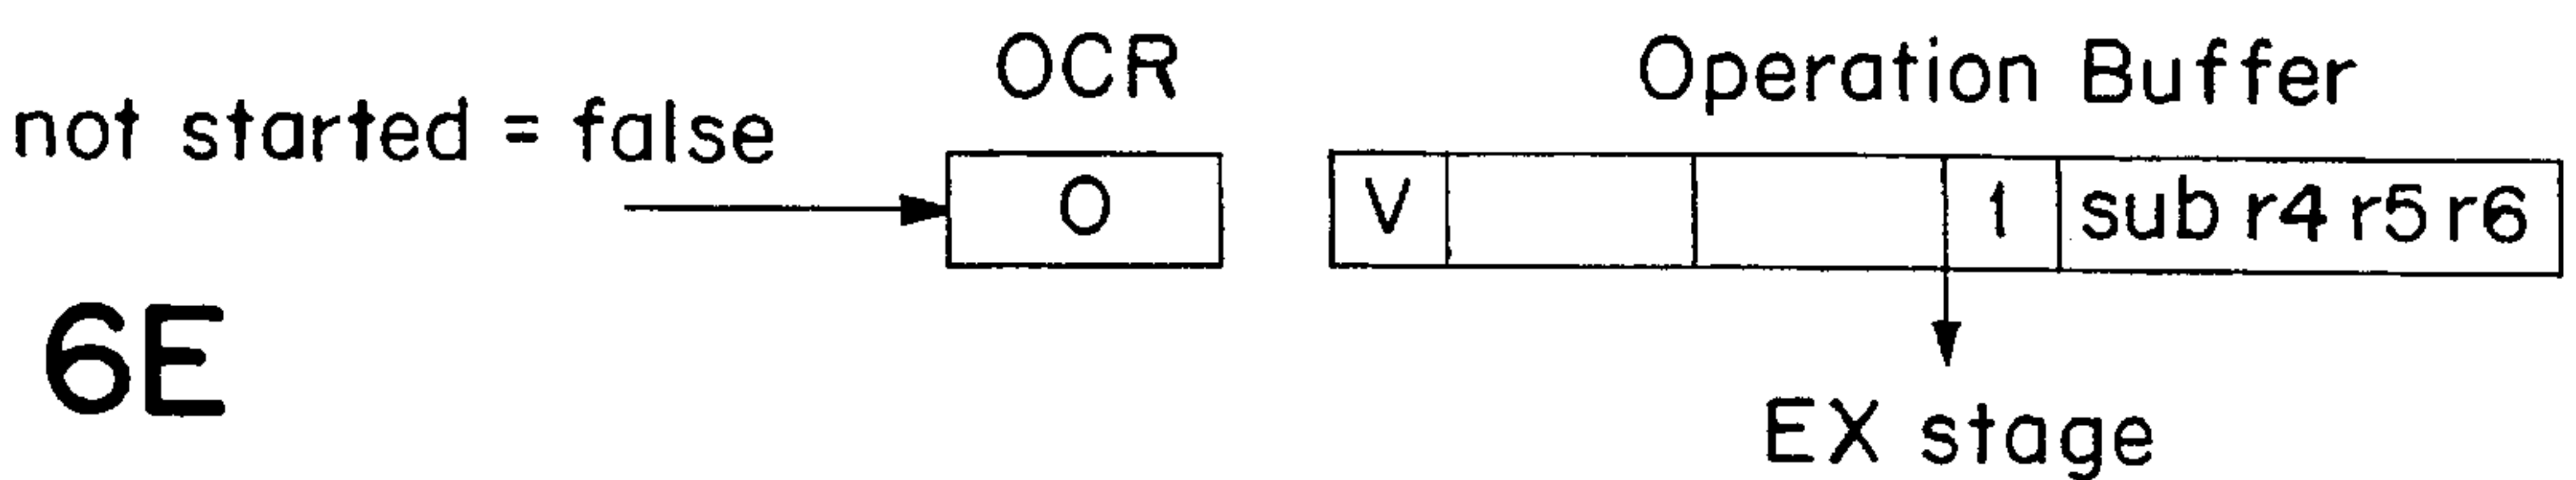 OCR Operation Buffer
not started = false
0 V 1 sub r4 r5 r6
6E
EX stage